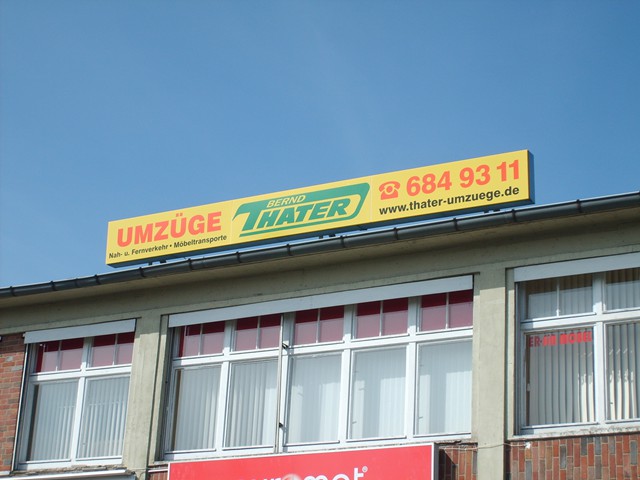 UMZÜGE
Nah- u. Fernverkehr • Möbeltransporte
BERND
THATER
☎ 684 93 11
www.thater-umzuege.de